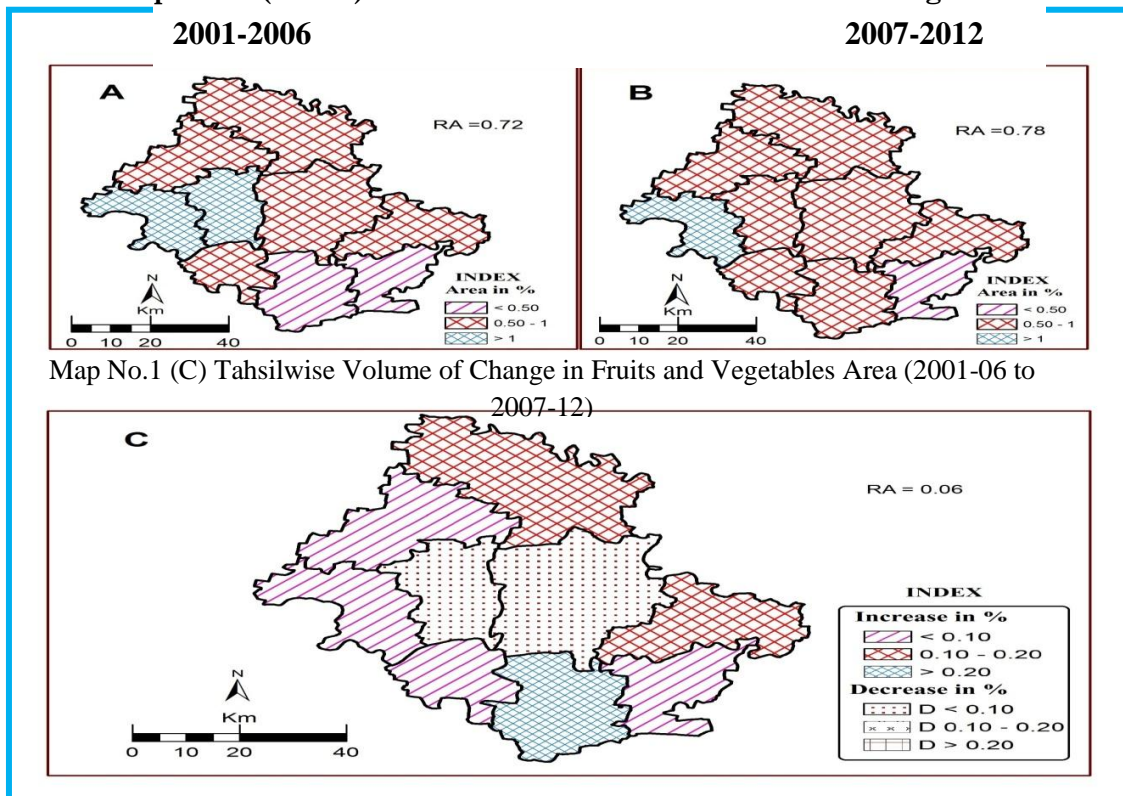 2001-2006 2007-2012
A RA =0.72
N
Km
0 10 20 40
INDEX
Area in %
< 0.50
0.50 - 1
> 1
B RA =0.78
N
Km
0 10 20 40
INDEX
Area in %
< 0.50
0.50 - 1
> 1
Map No.1 (C) Tahsilwise Volume of Change in Fruits and Vegetables Area (2001-06 to
2007-12)
C
RA = 0.06
N
Km
0 10 20 40
INDEX
Increase in %
< 0.10
0.10 - 0.20
> 0.20
Decrease in %
D < 0.10
D 0.10 - 0.20
D > 0.20